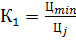 К₁ = Ц_min / Ц_j